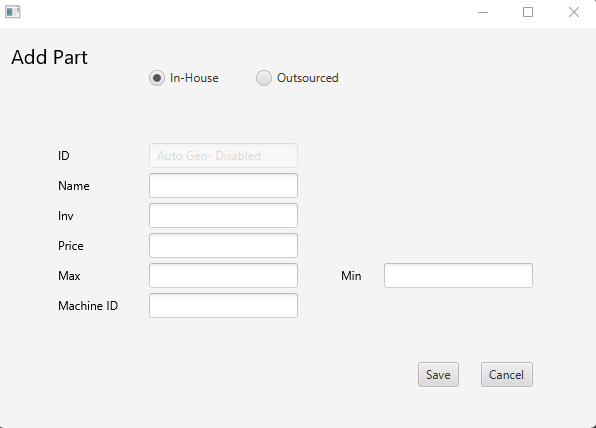 Add Part
In-House Outsourced
ID Auto Gen- Disabled
Name
Inv
Price
Max Min
Machine ID
Save Cancel